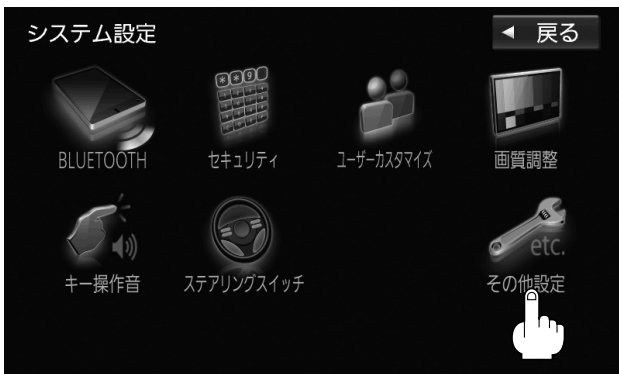 システム設定
戻る
BLUETOOTH
セキュリティ
ユーザーカスタマイズ
画質調整
etc.
キー操作音
ステアリングスイッチ
その他設定